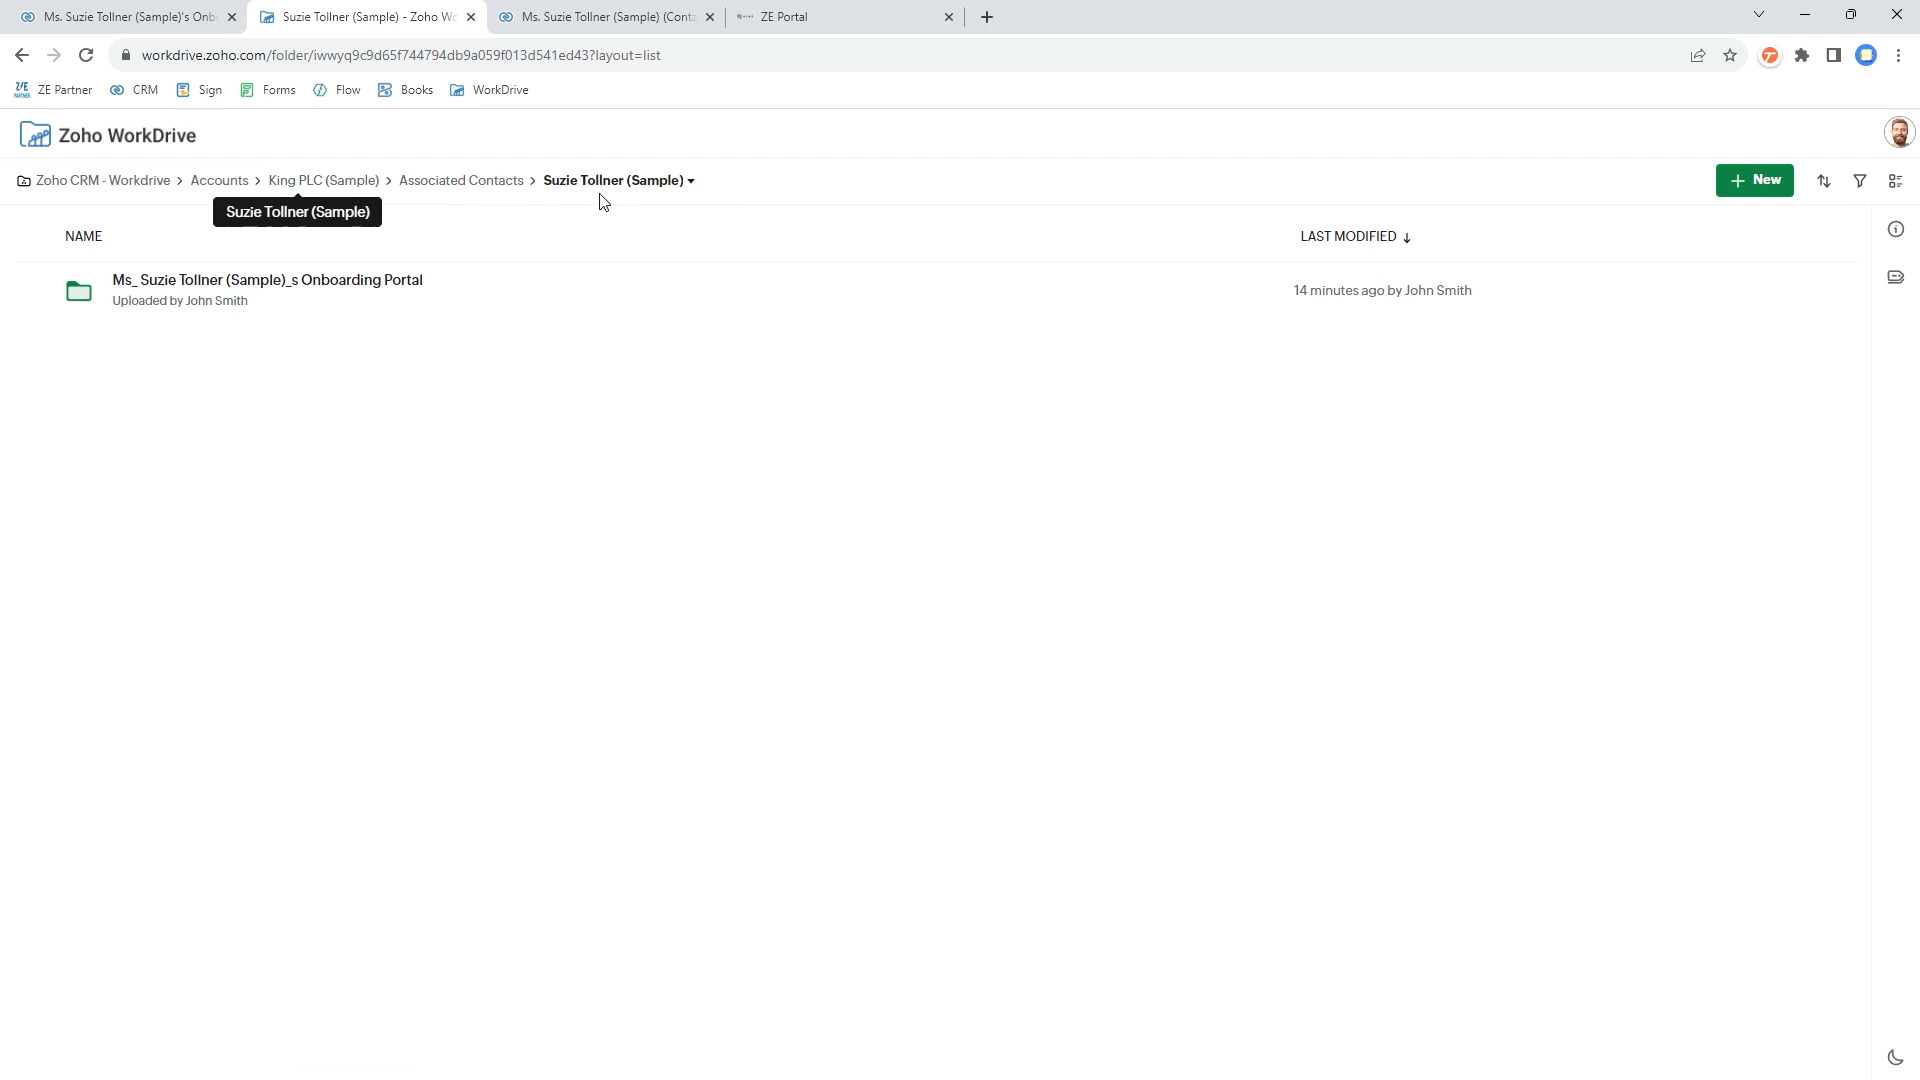 Ms. Suzie Tollner (Sample)'s Onb
Suzie Tollner (Sample) - Zoho Wo
Ms. Suzie Tollner (Sample) (Conta
ZE Portal
workdrive.zoho.com/folder/iwwyq9c9d65f744794db9a059f013d541ed43?layout=list
ZE Partner
CRM
Sign
Forms
Flow
Books
WorkDrive
Zoho WorkDrive
Zoho CRM - Workdrive > Accounts > King PLC (Sample) > Associated Contacts > Suzie Tollner (Sample)
New
Suzie Tollner (Sample)
NAME
LAST MODIFIED
Ms_ Suzie Tollner (Sample)_s Onboarding Portal
Uploaded by John Smith
14 minutes ago by John Smith